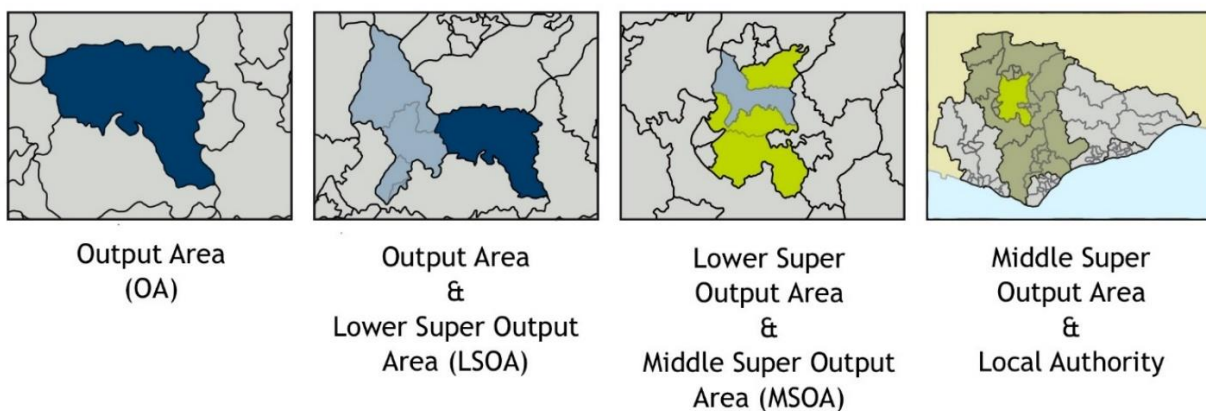 Output Area
(OA)
Output Area
&
Lower Super Output
Area (LSOA)
Lower Super
Output Area
&
Middle Super Output
Area (MSOA)
Middle Super
Output Area
&
Local Authority